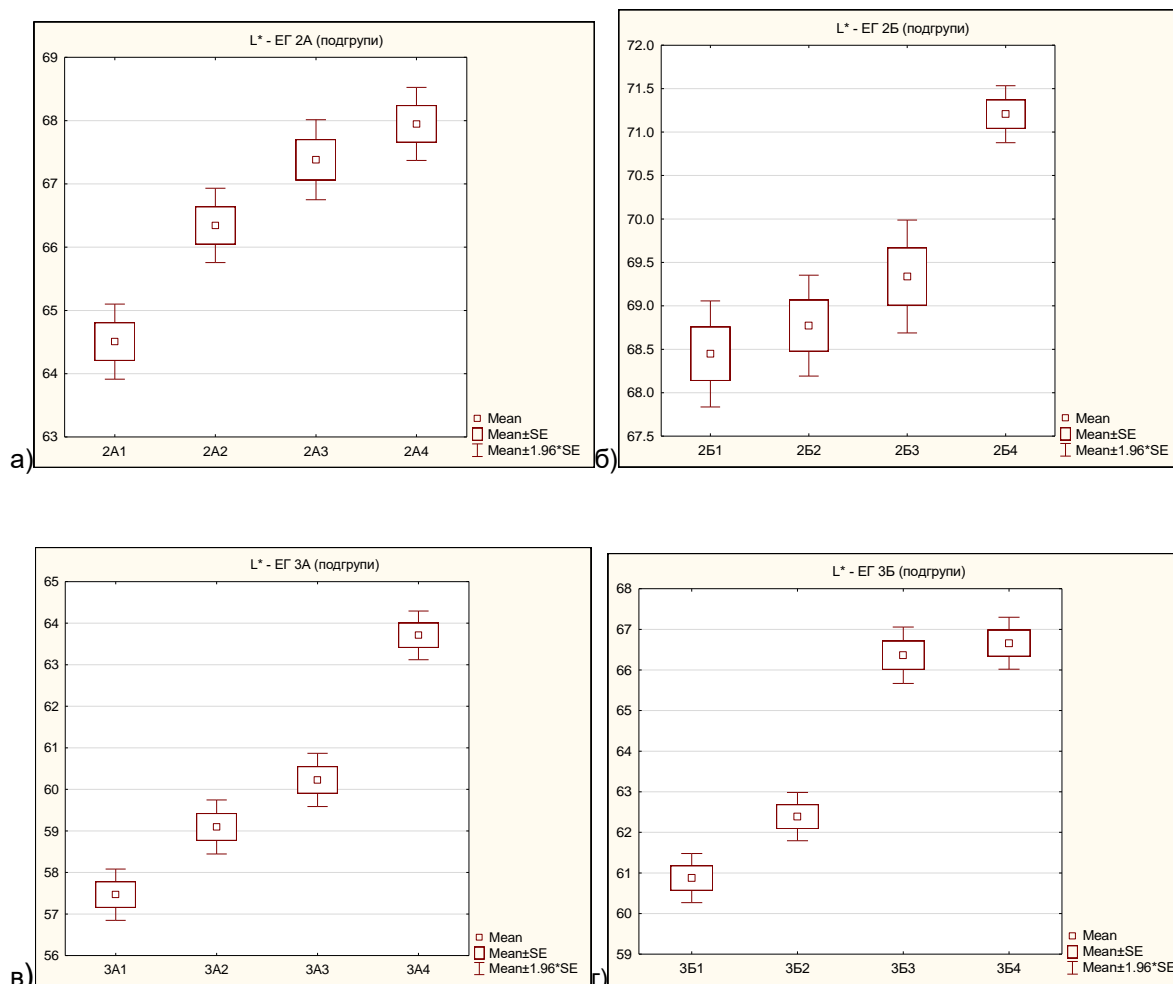 L* - ЕГ 2А (подгрупи)
69
68
67
66
65
64
63
2А1 2А2 2А3 2А4
Mean
Mean±SE
Mean±1.96*SE
а)
L* - ЕГ 2Б (подгрупи)
72.0
71.5
71.0
70.5
70.0
69.5
69.0
68.5
68.0
67.5
2Б1 2Б2 2Б3 2Б4
Mean
Mean±SE
Mean±1.96*SE
б)
L* - ЕГ 3А (подгрупи)
65
64
63
62
61
60
59
58
57
56
3А1 3А2 3А3 3А4
Mean
Mean±SE
Mean±1.96*SE
в)
L* - ЕГ 3Б (подгрупи)
68
67
66
65
64
63
62
61
60
59
3Б1 3Б2 3Б3 3Б4
Mean
Mean±SE
Mean±1.96*SE
г)